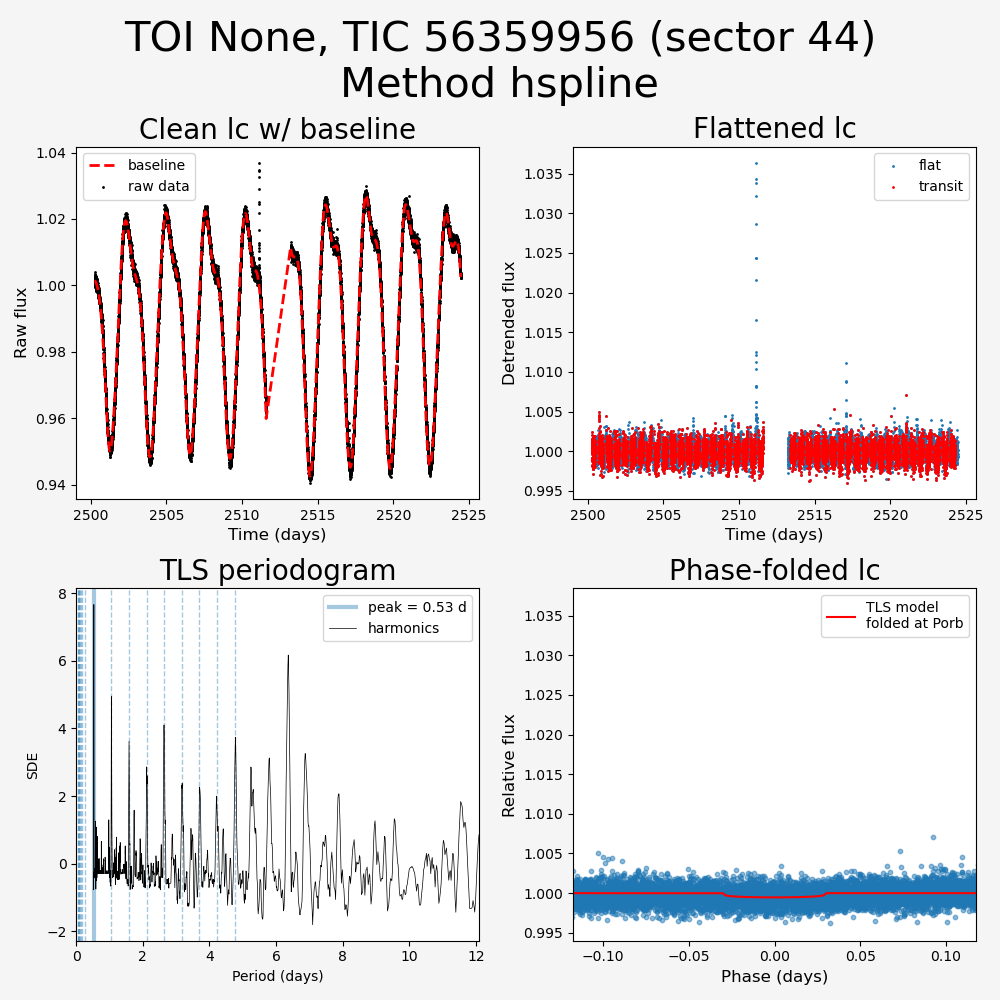 TOI None, TIC 56359956 (sector 44)
Method hspline
Clean lc w/ baseline
baseline
raw data
1.04
1.02
1.00
0.98
0.96
0.94
Raw flux
2500
2505
2510
2515
2520
2525
Time (days)
Flattened lc
flat
transit
1.035
1.030
1.025
1.020
1.015
1.010
1.005
1.000
0.995
Detrended flux
2500
2505
2510
2515
2520
2525
Time (days)
TLS periodogram
peak = 0.53 d
harmonics
8
6
4
2
0
−2
SDE
0
2
4
6
8
10
12
Period (days)
Phase-folded lc
TLS model
folded at Porb
1.035
1.030
1.025
1.020
1.015
1.010
1.005
1.000
0.995
Relative flux
−0.10
−0.05
0.00
0.05
0.10
Phase (days)